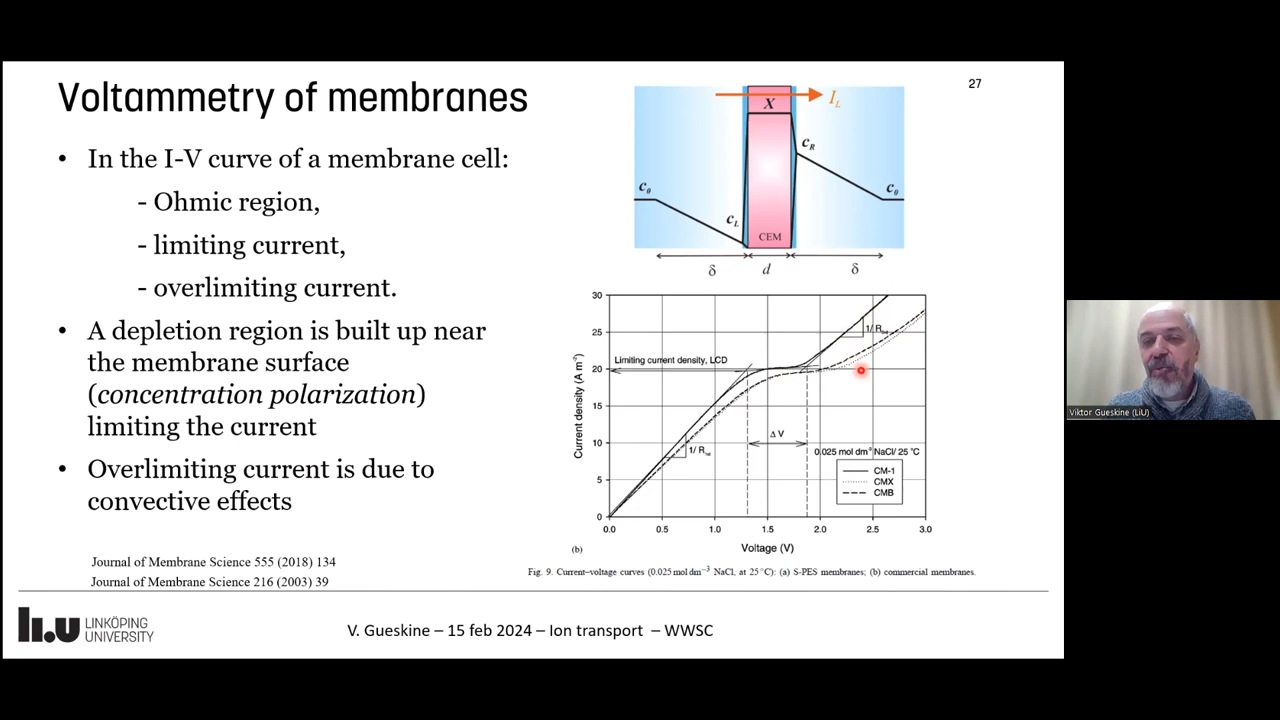 Voltammetry of membranes
27
• In the I-V curve of a membrane cell:
- Ohmic region,
- limiting current,
- overlimiting current.
• A depletion region is built up near
the membrane surface
(concentration polarization)
limiting the current
• Overlimiting current is due to
convective effects
Journal of Membrane Science 555 (2018) 134
Journal of Membrane Science 216 (2003) 39
X
I_L
c_0
c_L
c_R
c_0
CEM
δ
d
δ
30
25
20
15
10
5
0
Current density (A m⁻²)
Limiting current density, LCD
1/ R
1/ R
Δ V
0.025 mol dm⁻³ NaCl/ 25 °C
CM-1
CMX
CMB
0.0 0.5 1.0 1.5 2.0 2.5 3.0
(b)
Voltage (V)
Fig. 9. Current–voltage curves (0.025 mol dm⁻³ NaCl, at 25 °C): (a) S-PES membranes; (b) commercial membranes.
li.u LINKÖPING
UNIVERSITY
V. Gueskine – 15 feb 2024 – Ion transport – WWSC
Viktor Gueskine (LiU)